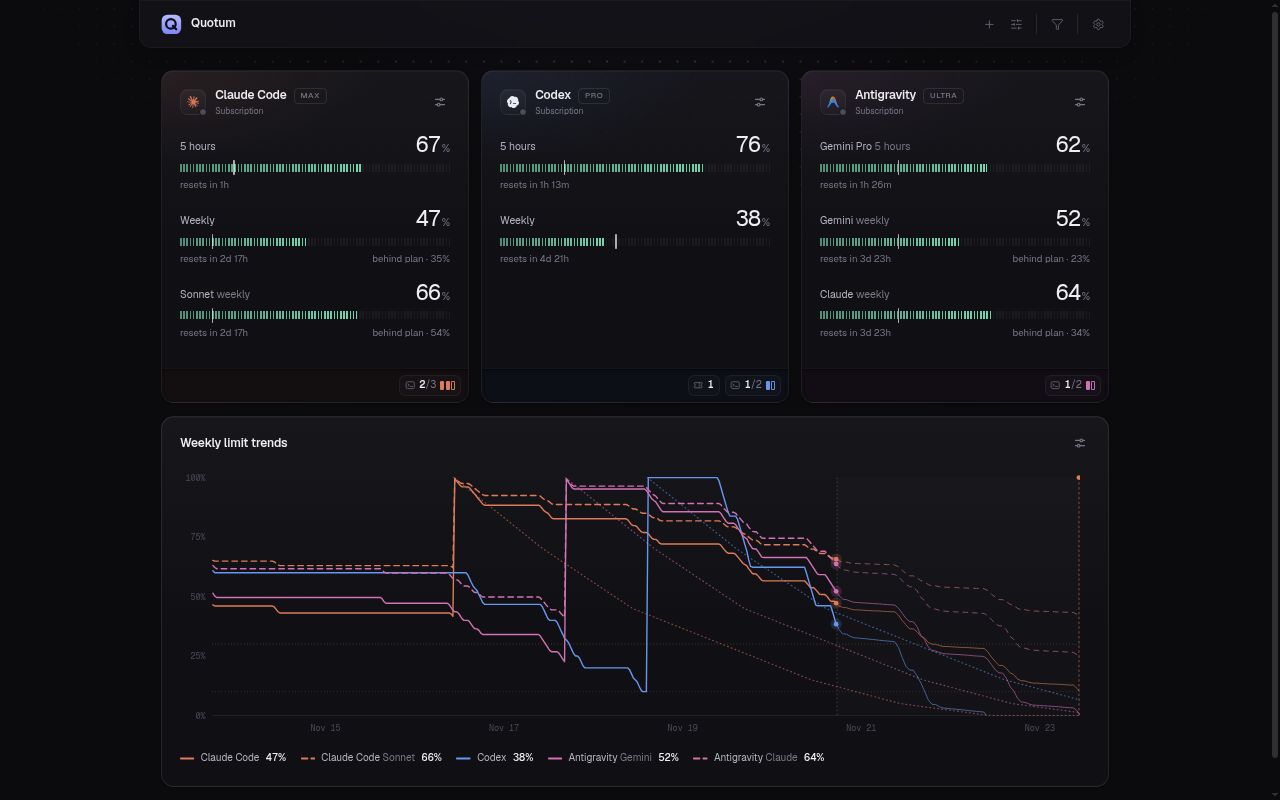 Quotum
Claude Code MAX
Subscription
5 hours 67%
resets in 1h
Weekly 47%
resets in 2d 17h behind plan · 35%
Sonnet weekly 66%
resets in 2d 17h behind plan · 54%
2/3
Codex PRO
Subscription
5 hours 76%
resets in 1h 13m
Weekly 38%
resets in 4d 21h
1 1/2
Antigravity ULTRA
Subscription
Gemini Pro 5 hours 62%
resets in 1h 26m
Gemini weekly 52%
resets in 3d 23h behind plan · 23%
Claude weekly 64%
resets in 3d 23h behind plan · 34%
1/2
Weekly limit trends
100%
75%
50%
25%
0%
Nov 15 Nov 17 Nov 19 Nov 21 Nov 23
Claude Code 47% Claude Code Sonnet 66% Codex 38% Antigravity Gemini 52% Antigravity Claude 64%